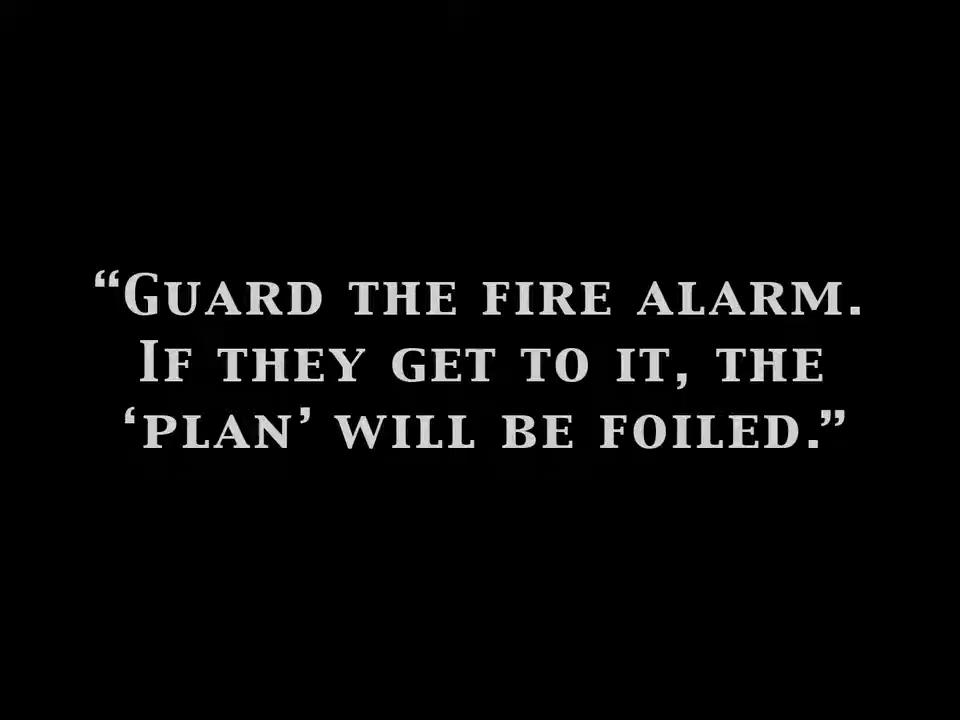 “Guard the fire alarm.
If they get to it, the
‘plan’ will be foiled.”